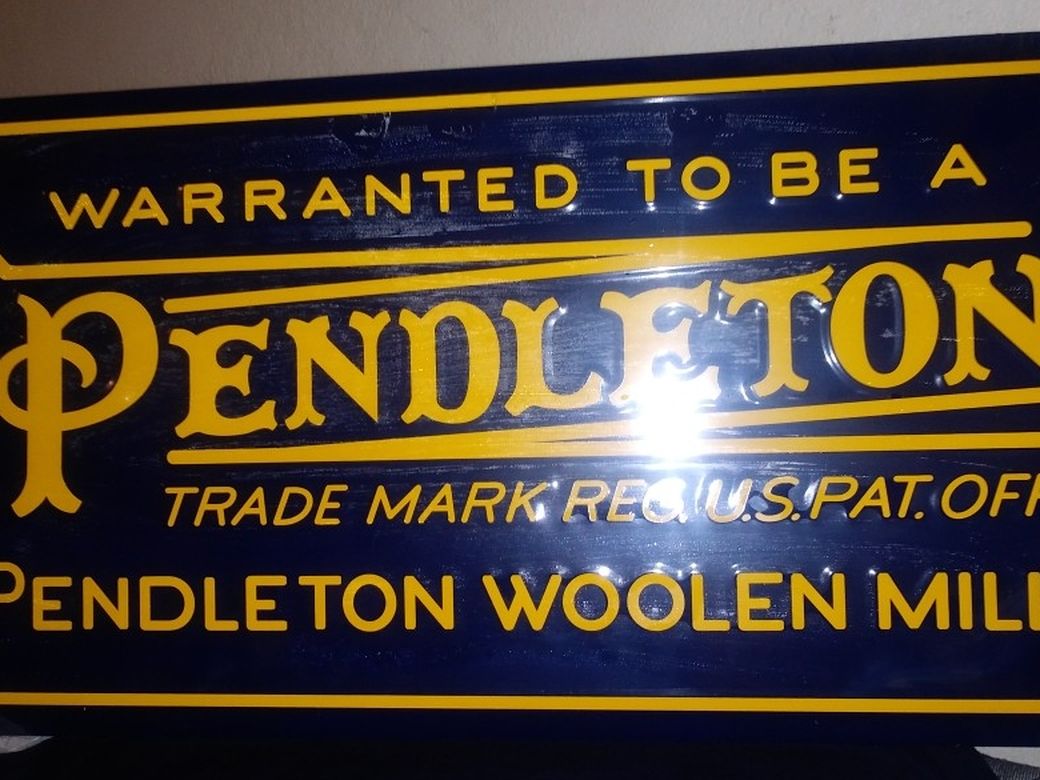 WARRANTED TO BE A
PENDLETON
TRADE MARK REG. U.S. PAT. OFF
PENDLETON WOOLEN MILL